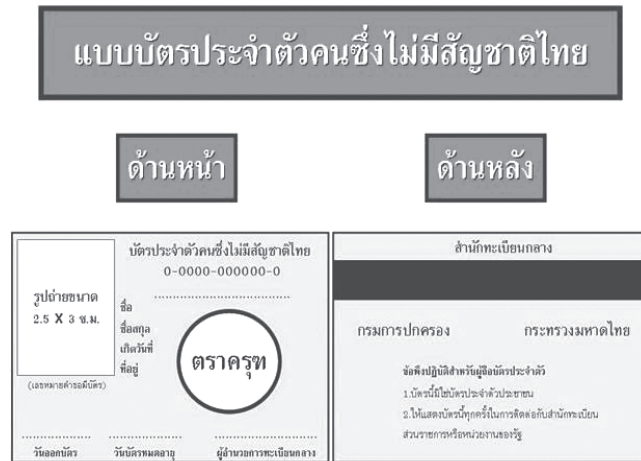 แบบบัตรประจำตัวคนซึ่งไม่มีสัญชาติไทย
ด้านหน้า
ด้านหลัง
บัตรประจำตัวคนซึ่งไม่มีสัญชาติไทย
0-0000-000000-0
รูปถ่ายขนาด
2.5 X 3 ซ.ม.
ชื่อ
ชื่อสกุล
เกิดวันที่
ที่อยู่
ตราครุฑ
(เลขหมายคำขอมีบัตร)
วันออกบัตร
วันบัตรหมดอายุ
ผู้อำนวยการทะเบียนกลาง
สำนักทะเบียนกลาง
กรมการปกครอง
กระทรวงมหาดไทย
ข้อพึงปฏิบัติสำหรับผู้ถือบัตรประจำตัว
1.บัตรนี้มิใช่บัตรประจำตัวประชาชน
2.ให้แสดงบัตรนี้ทุกครั้งในการติดต่อกับสำนักทะเบียน
ส่วนราชการหรือหน่วยงานของรัฐ